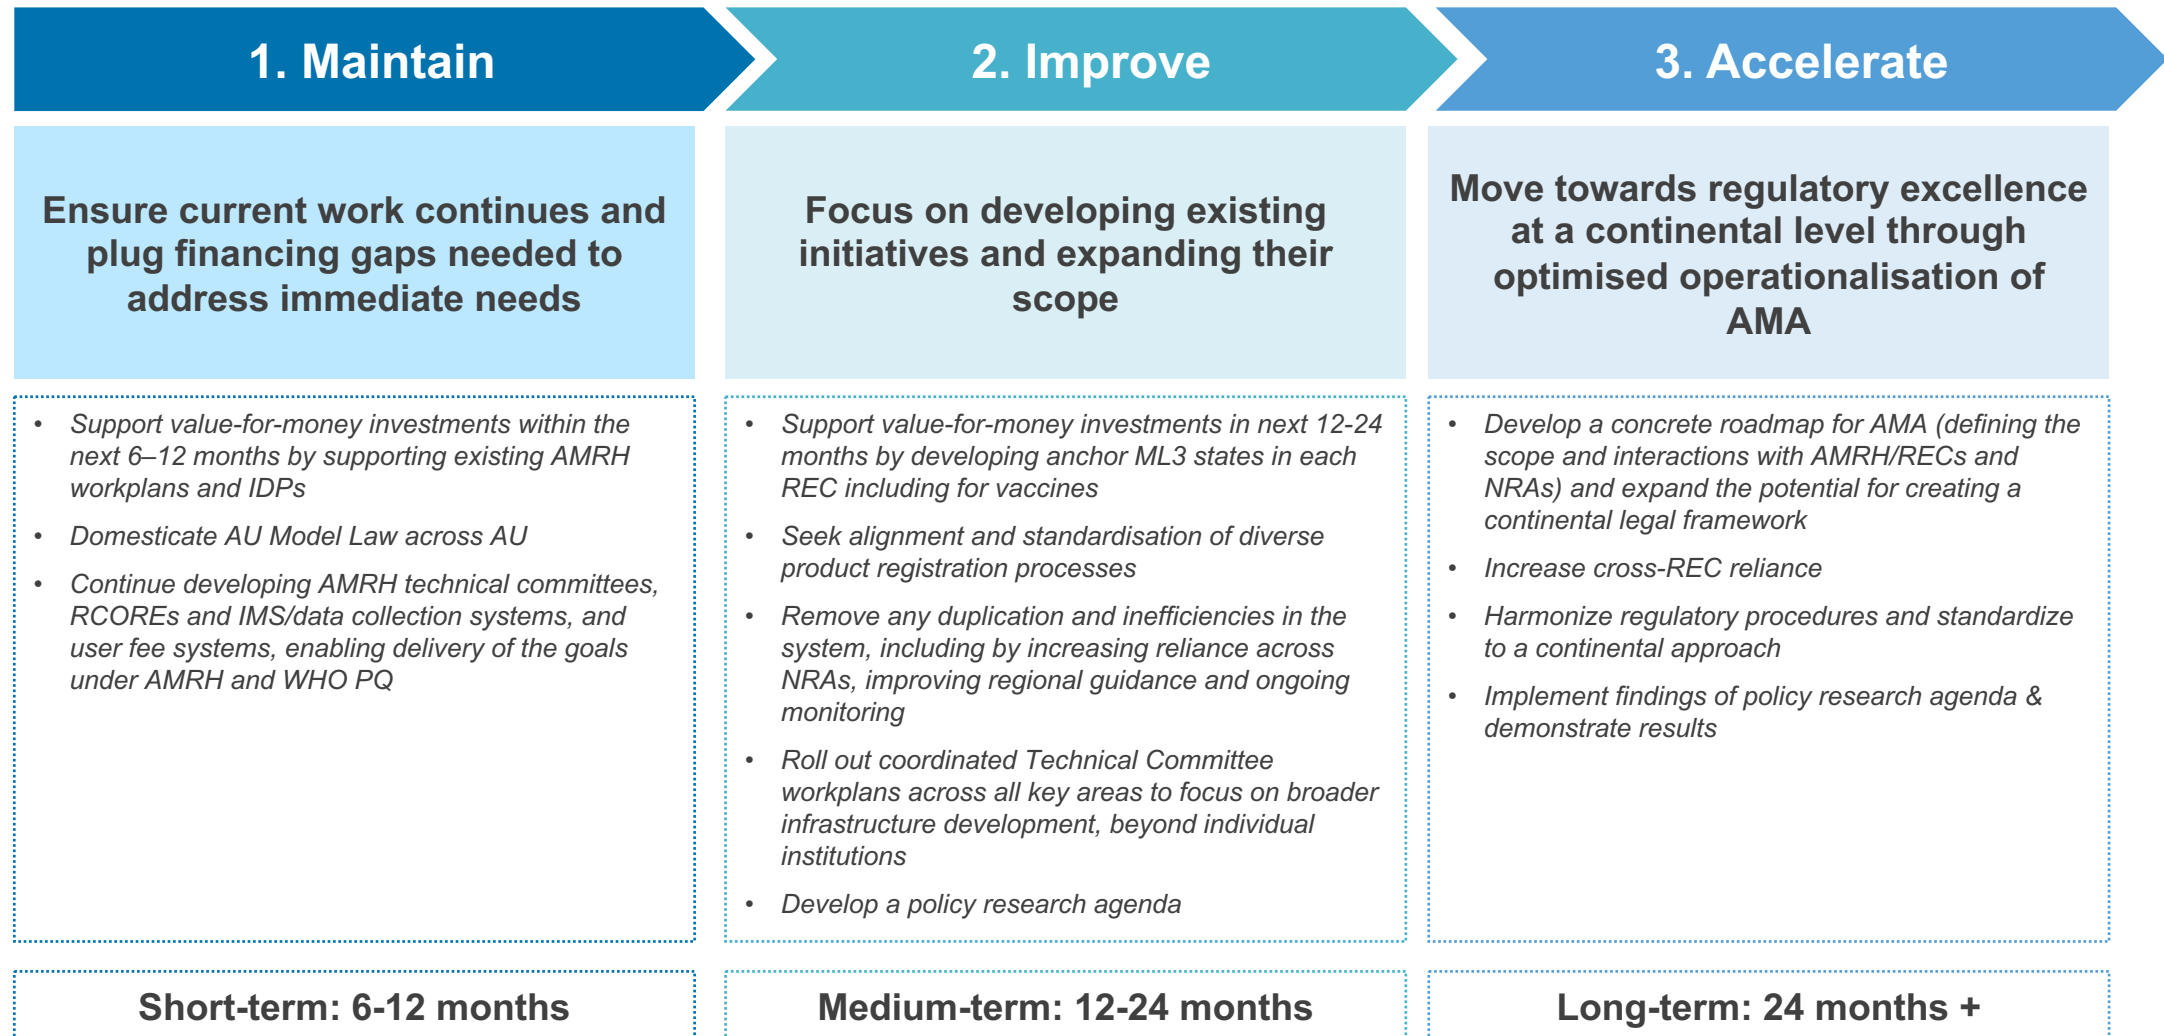 1. Maintain
Ensure current work continues and
plug financing gaps needed to
address immediate needs
• Support value-for-money investments within the
next 6–12 months by supporting existing AMRH
workplans and IDPs
• Domesticate AU Model Law across AU
• Continue developing AMRH technical committees,
RCOREs and IMS/data collection systems, and
user fee systems, enabling delivery of the goals
under AMRH and WHO PQ
Short-term: 6-12 months
2. Improve
Focus on developing existing
initiatives and expanding their
scope
• Support value-for-money investments in next 12-24
months by developing anchor ML3 states in each
REC including for vaccines
• Seek alignment and standardisation of diverse
product registration processes
• Remove any duplication and inefficiencies in the
system, including by increasing reliance across
NRAs, improving regional guidance and ongoing
monitoring
• Roll out coordinated Technical Committee
workplans across all key areas to focus on broader
infrastructure development, beyond individual
institutions
• Develop a policy research agenda
Medium-term: 12-24 months
3. Accelerate
Move towards regulatory excellence
at a continental level through
optimised operationalisation of
AMA
• Develop a concrete roadmap for AMA (defining the
scope and interactions with AMRH/RECs and
NRAs) and expand the potential for creating a
continental legal framework
• Increase cross-REC reliance
• Harmonize regulatory procedures and standardize
to a continental approach
• Implement findings of policy research agenda &
demonstrate results
Long-term: 24 months +